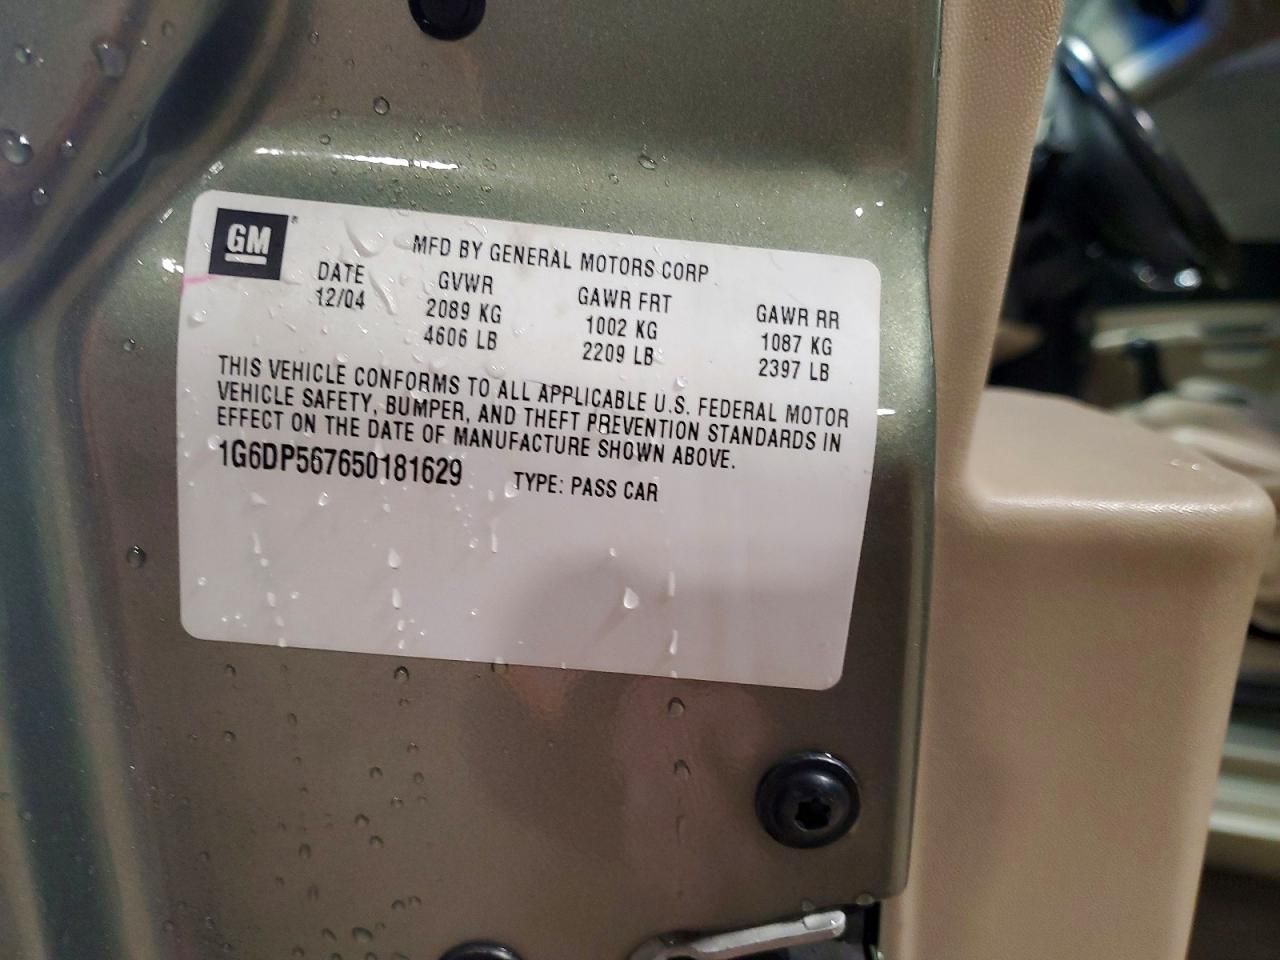 GM®
MFD BY GENERAL MOTORS CORP
DATE GVWR GAWR FRT GAWR RR
12/04 2089 KG 1002 KG 1087 KG
4606 LB 2209 LB 2397 LB
THIS VEHICLE CONFORMS TO ALL APPLICABLE U.S. FEDERAL MOTOR
VEHICLE SAFETY, BUMPER, AND THEFT PREVENTION STANDARDS IN
EFFECT ON THE DATE OF MANUFACTURE SHOWN ABOVE.
1G6DP567650181629 TYPE: PASS CAR